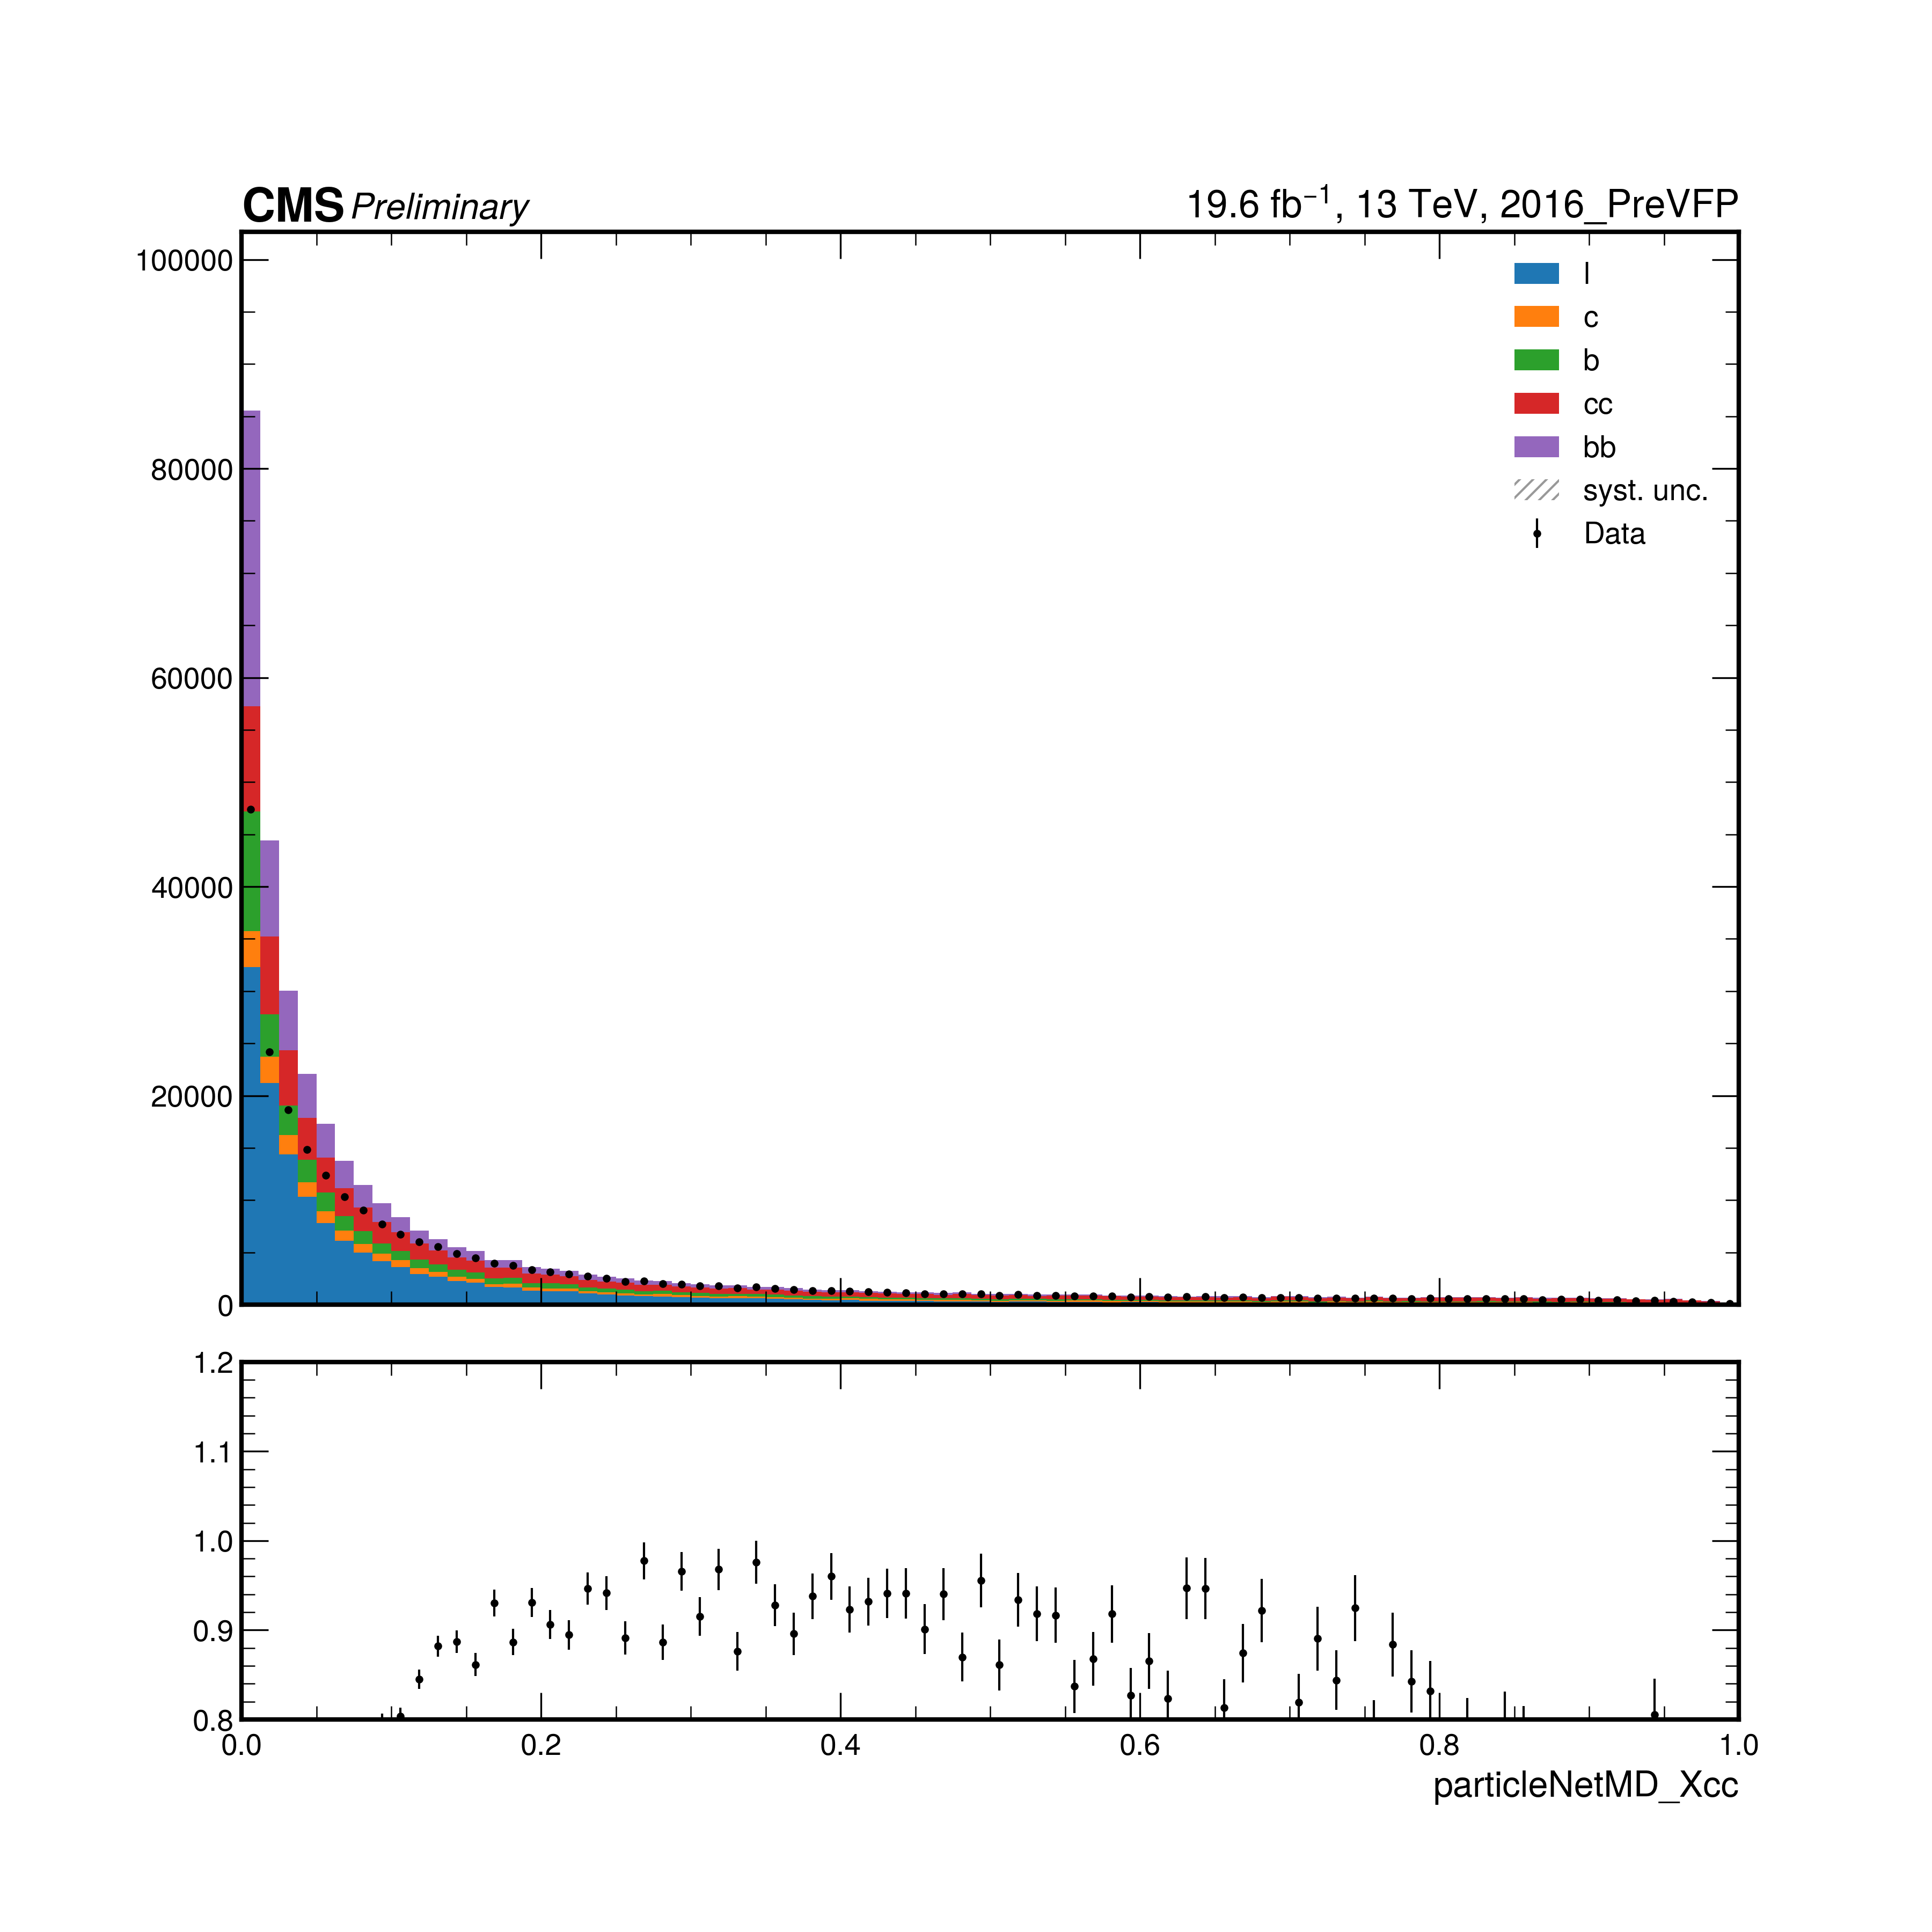 CMS Preliminary 19.6 fb⁻¹, 13 TeV, 2016_PreVFP
100000
80000
60000
40000
20000
0
l
c
b
cc
bb
syst. unc.
Data
1.2
1.1
1.0
0.9
0.8
0.0 0.2 0.4 0.6 0.8 1.0
particleNetMD_Xcc